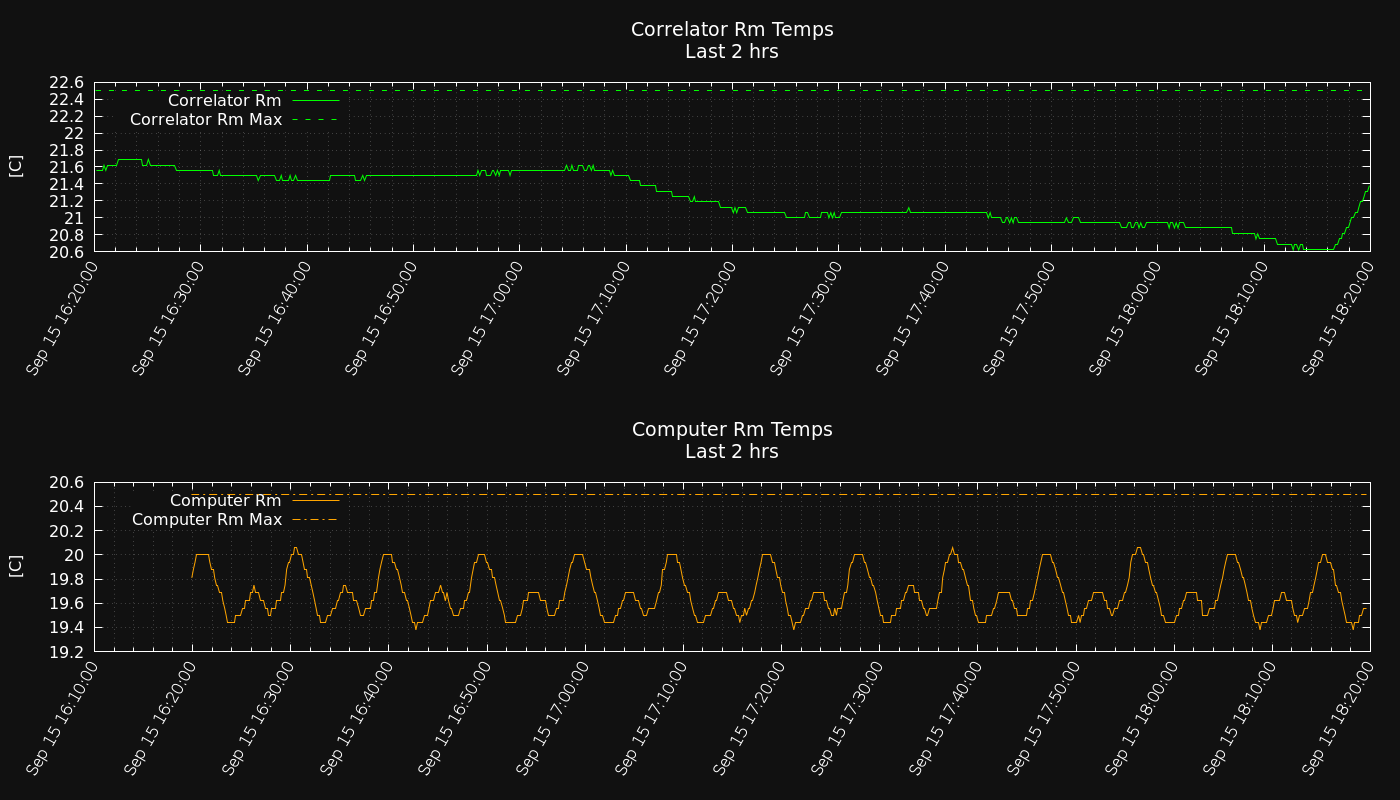 Correlator Rm Temps
Last 2 hrs
22.6
22.4
22.2
22
21.8
21.6
21.4
21.2
21
20.8
20.6
[C]
Correlator Rm
Correlator Rm Max
Sep 15 16:20:00
Sep 15 16:30:00
Sep 15 16:40:00
Sep 15 16:50:00
Sep 15 17:00:00
Sep 15 17:10:00
Sep 15 17:20:00
Sep 15 17:30:00
Sep 15 17:40:00
Sep 15 17:50:00
Sep 15 18:00:00
Sep 15 18:10:00
Sep 15 18:20:00
Computer Rm Temps
Last 2 hrs
20.6
20.4
20.2
20
19.8
19.6
19.4
19.2
[C]
Computer Rm
Computer Rm Max
Sep 15 16:10:00
Sep 15 16:20:00
Sep 15 16:30:00
Sep 15 16:40:00
Sep 15 16:50:00
Sep 15 17:00:00
Sep 15 17:10:00
Sep 15 17:20:00
Sep 15 17:30:00
Sep 15 17:40:00
Sep 15 17:50:00
Sep 15 18:00:00
Sep 15 18:10:00
Sep 15 18:20:00